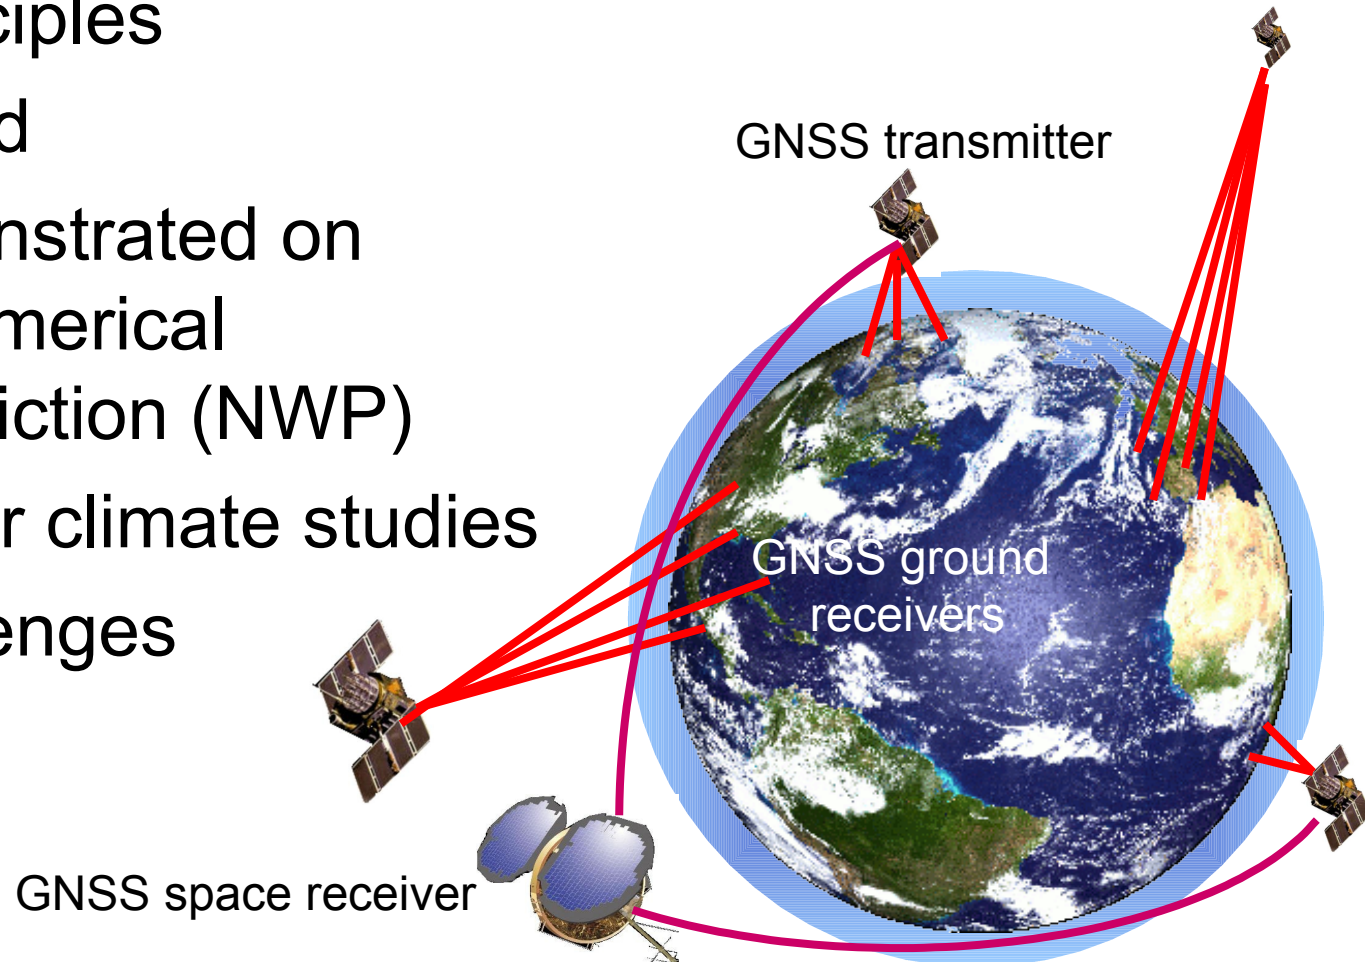 ciples
d
GNSS transmitter
nstrated on
merical
iction (NWP)
r climate studies
GNSS ground
receivers
enges
GNSS space receiver